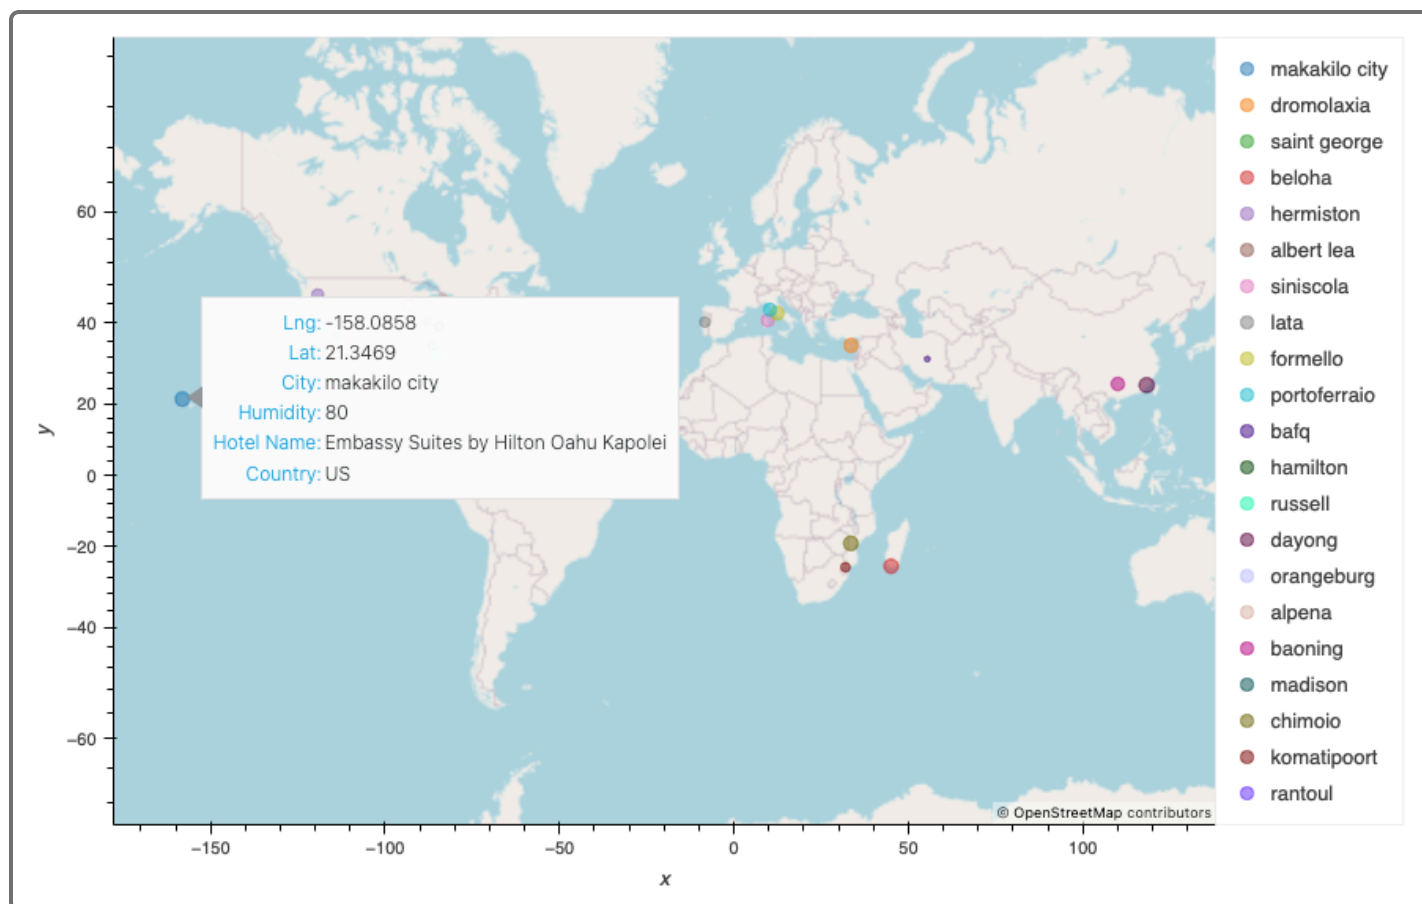 60
40
20
0
−20
−40
−60
y
−150
−100
−50
0
50
100
x
Lng: -158.0858
Lat: 21.3469
City: makakilo city
Humidity: 80
Hotel Name: Embassy Suites by Hilton Oahu Kapolei
Country: US
© OpenStreetMap contributors
makakilo city
dromolaxia
saint george
beloha
hermiston
albert lea
siniscola
lata
formello
portoferraio
bafq
hamilton
russell
dayong
orangeburg
alpena
baoning
madison
chimoio
komatipoort
rantoul